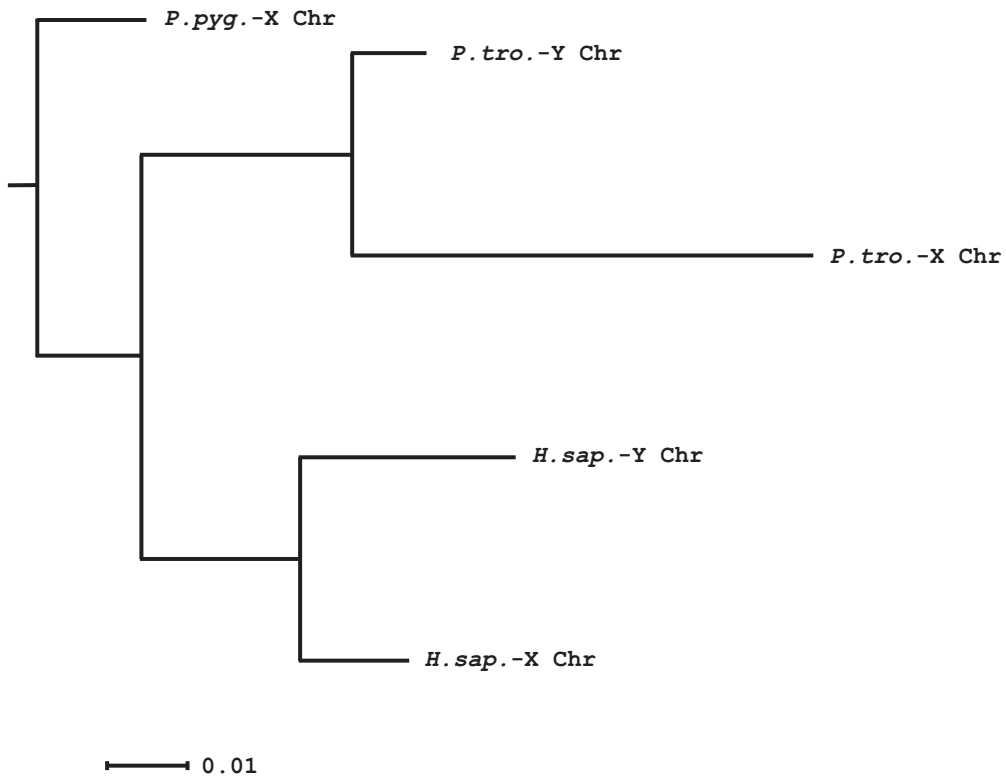 P.pyg.-X Chr
P.tro.-Y Chr
P.tro.-X Chr
H.sap.-Y Chr
H.sap.-X Chr
0.01